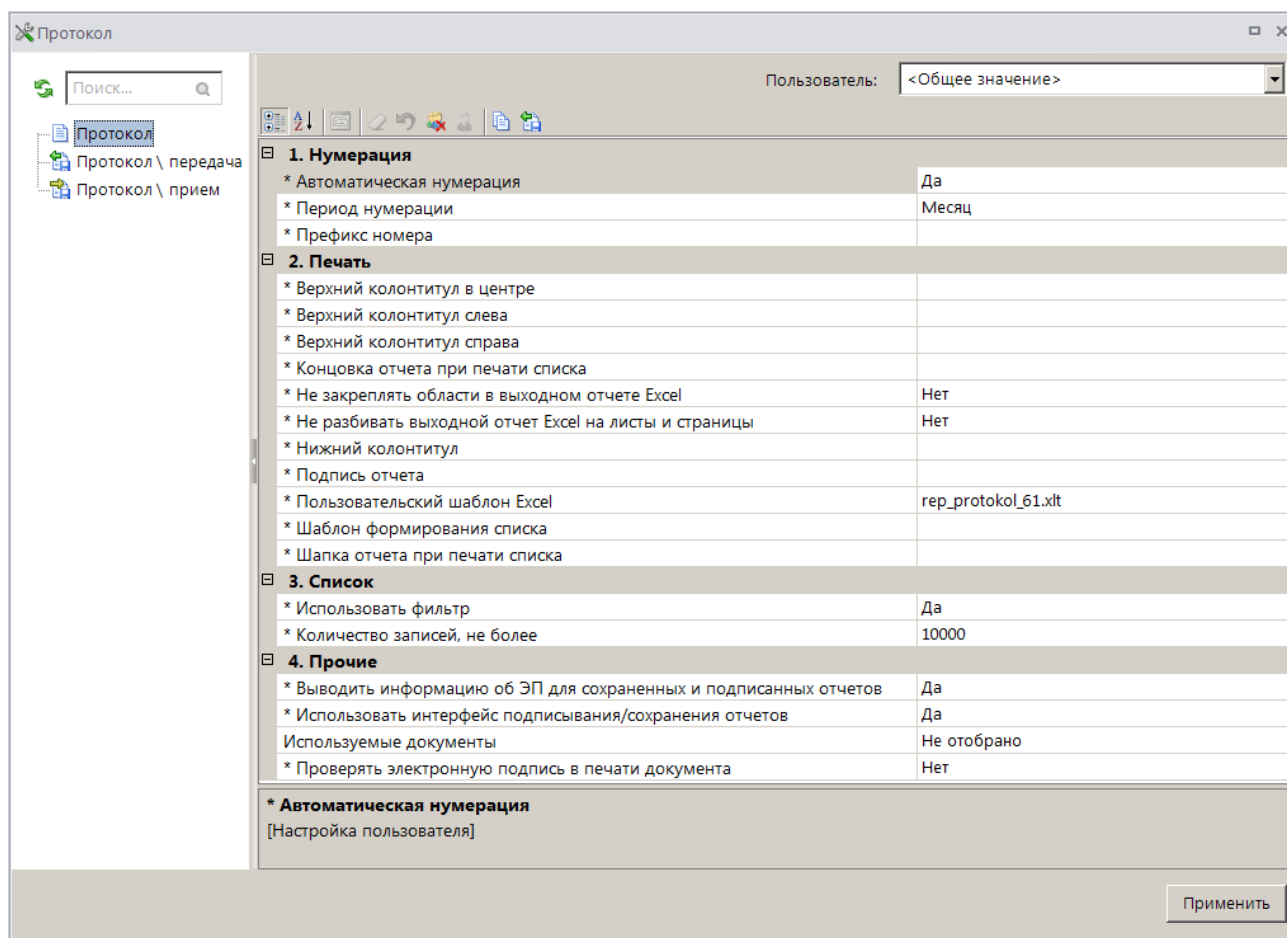 Протокол
Поиск...
Пользователь: <Общее значение>
Протокол
Протокол \ передача
Протокол \ прием
1. Нумерация
* Автоматическая нумерация Да
* Период нумерации Месяц
* Префикс номера
2. Печать
* Верхний колонтитул в центре
* Верхний колонтитул слева
* Верхний колонтитул справа
* Концовка отчета при печати списка
* Не закреплять области в выходном отчете Excel Нет
* Не разбивать выходной отчет Excel на листы и страницы Нет
* Нижний колонтитул
* Подпись отчета
* Пользовательский шаблон Excel rep_protokol_61.xlt
* Шаблон формирования списка
* Шапка отчета при печати списка
3. Список
* Использовать фильтр Да
* Количество записей, не более 10000
4. Прочие
* Выводить информацию об ЭП для сохраненных и подписанных отчетов Да
* Использовать интерфейс подписывания/сохранения отчетов Да
Используемые документы Не отобрано
* Проверять электронную подпись в печати документа Нет
* Автоматическая нумерация
[Настройка пользователя]
Применить